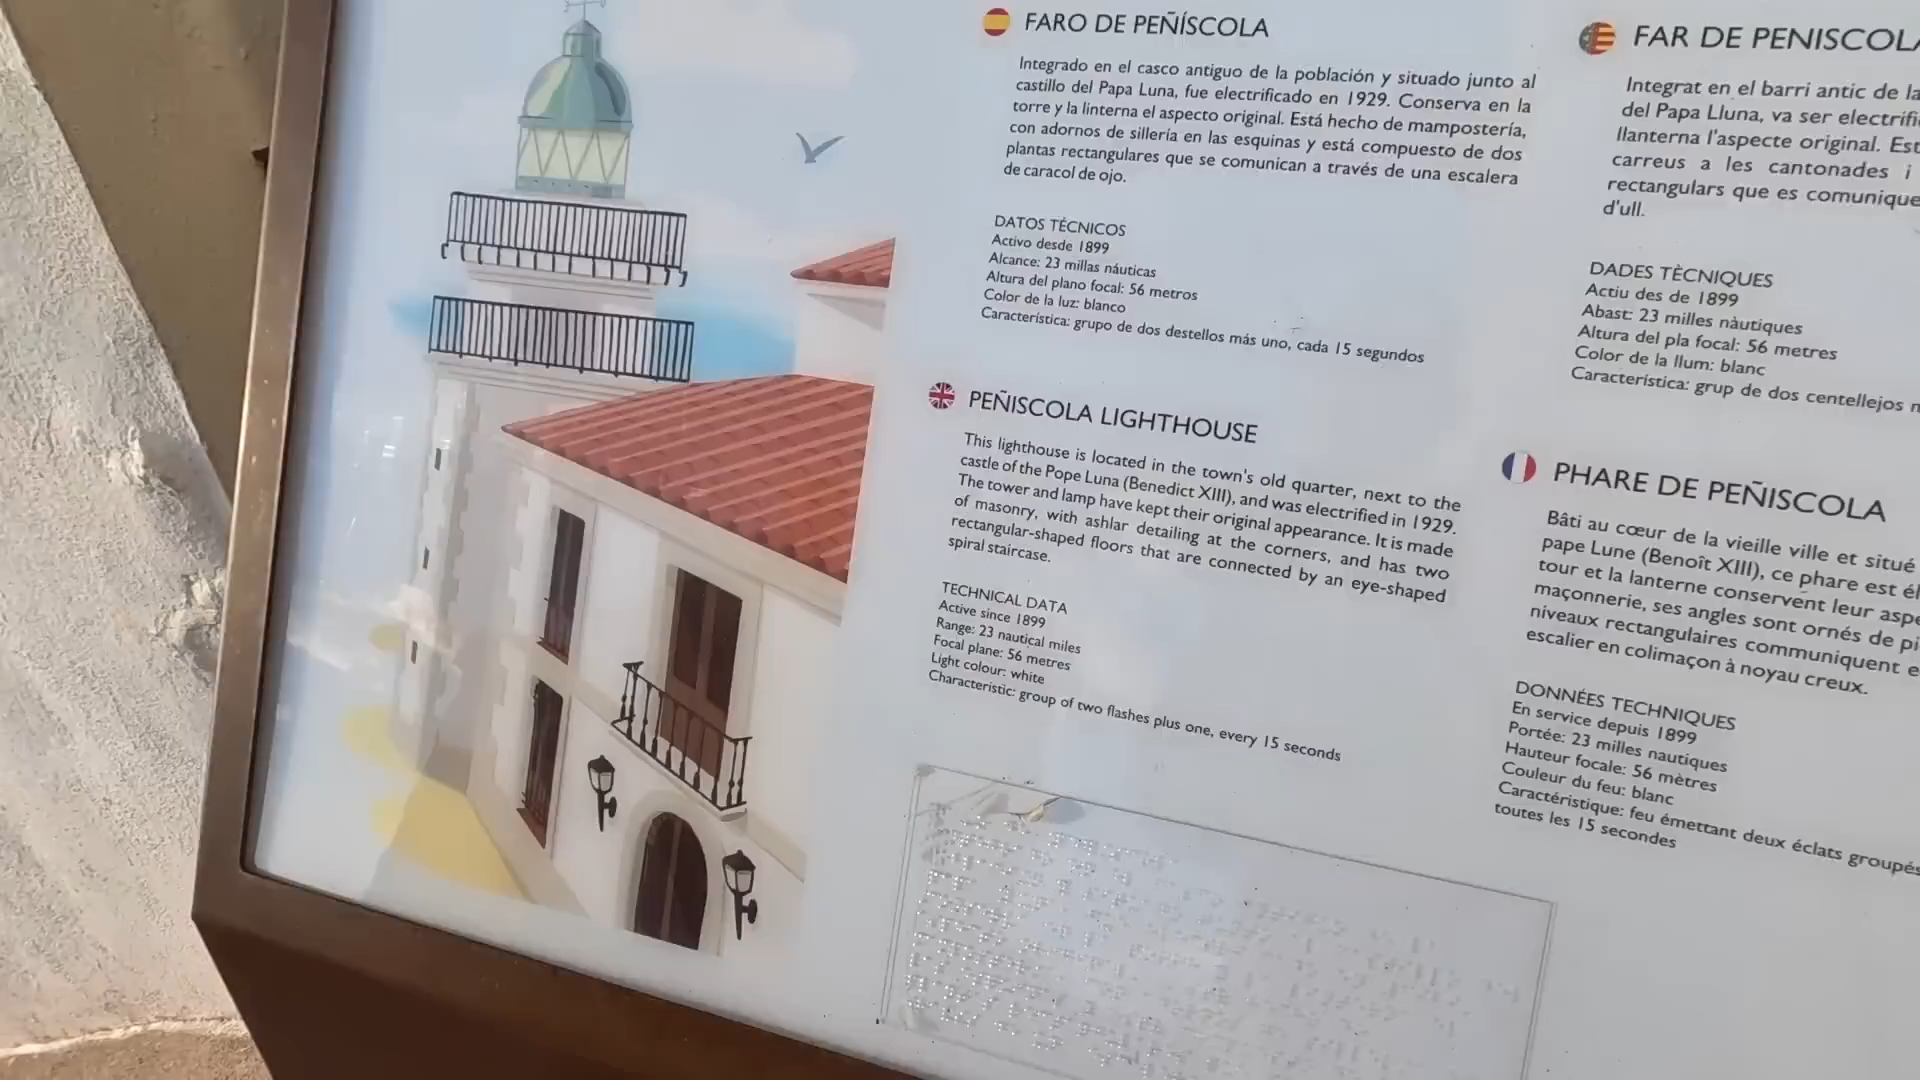 FARO DE PEÑÍSCOLA
Integrado en el casco antiguo de la población y situado junto al
castillo del Papa Luna, fue electrificado en 1929. Conserva en la
torre y la linterna el aspecto original. Está hecho de mampostería,
con adornos de sillería en las esquinas y está compuesto de dos
plantas rectangulares que se comunican a través de una escalera
de caracol de ojo.
DATOS TÉCNICOS
Activo desde 1899
Alcance: 23 millas náuticas
Altura del plano focal: 56 metros
Color de la luz: blanco
Característica: grupo de dos destellos más uno, cada 15 segundos
PEÑISCOLA LIGHTHOUSE
This lighthouse is located in the town's old quarter, next to the
castle of the Pope Luna (Benedict XIII), and was electrified in 1929.
The tower and lamp have kept their original appearance. It is made
of masonry, with ashlar detailing at the corners, and has two
rectangular-shaped floors that are connected by an eye-shaped
spiral staircase.
TECHNICAL DATA
Active since 1899
Range: 23 nautical miles
Focal plane: 56 metres
Light colour: white
Characteristic: group of two flashes plus one, every 15 seconds
FAR DE PENISCOLA
Integrat en el barri antic de la
del Papa Lluna, va ser electrifi
llanterna l'aspecte original. Est
carreus a les cantonades i
rectangulars que es comunique
d'ull.
DADES TÈCNIQUES
Actiu des de 1899
Abast: 23 milles nàutiques
Altura del pla focal: 56 metres
Color de la llum: blanc
Característica: grup de dos centellejos
PHARE DE PEÑISCOLA
Bâti au cœur de la vieille ville et situé
pape Lune (Benoît XIII), ce phare est él
tour et la lanterne conservent leur aspe
maçonnerie, ses angles sont ornés de pi
niveaux rectangulaires communiquent e
escalier en colimaçon à noyau creux.
DONNÉES TECHNIQUES
En service depuis 1899
Portée: 23 milles nautiques
Hauteur focale: 56 mètres
Couleur du feu: blanc
Caractéristique: feu émettant deux éclats groupés
toutes les 15 secondes